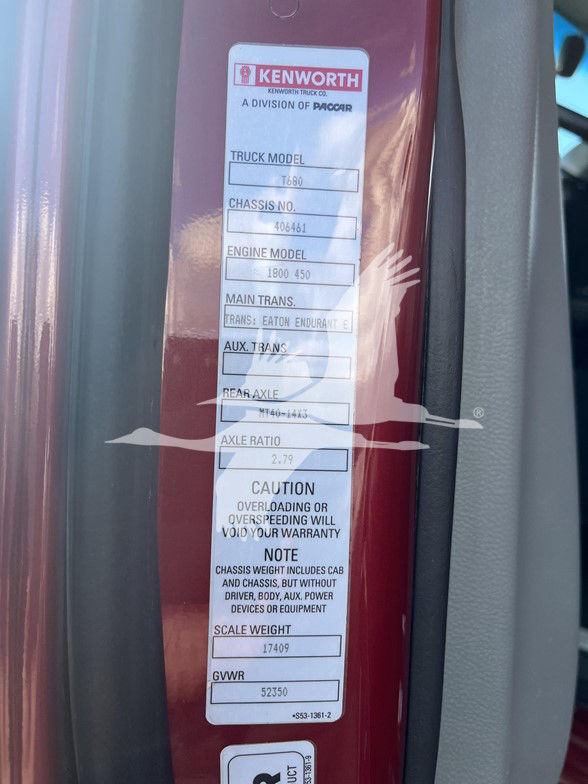 KENWORTH
KENWORTH TRUCK CO.
A DIVISION OF PACCAR
TRUCK MODEL
T680
CHASSIS NO.
406461
ENGINE MODEL
1800 450
MAIN TRANS.
TRANS: EATON ENDURANT E
AUX. TRANS
REAR AXLE
MT40-14X3
AXLE RATIO
2.79
CAUTION
OVERLOADING OR
OVERSPEEDING WILL
VOID YOUR WARRANTY
NOTE
CHASSIS WEIGHT INCLUDES CAB
AND CHASSIS, BUT WITHOUT
DRIVER, BODY, AUX. POWER
DEVICES OR EQUIPMENT
SCALE WEIGHT
17409
GVWR
52350
•S53-1361-2
®